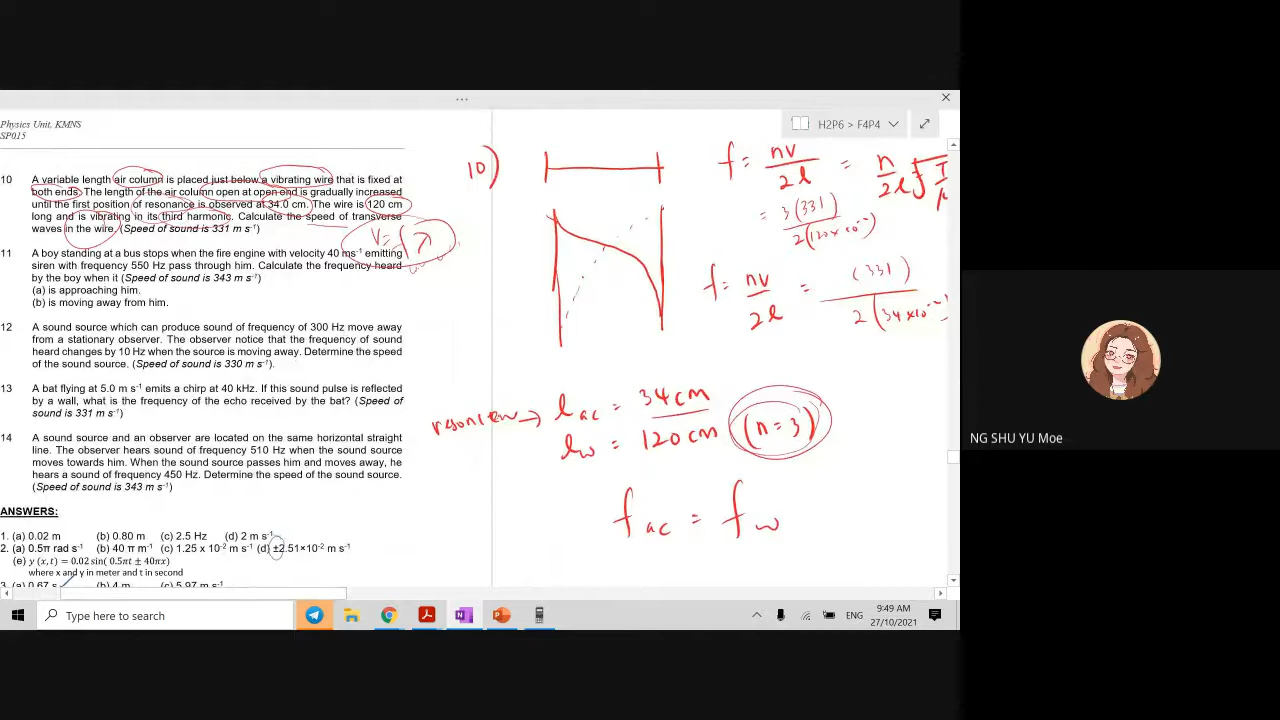 H2P6 > F4P4
Physics Unit, KMNS
SP015
10 A variable length air column is placed just below a vibrating wire that is fixed at
both ends. The length of the air column open at open end is gradually increased
until the first position of resonance is observed at 34.0 cm. The wire is 120 cm
long and is vibrating in its third harmonic. Calculate the speed of transverse
waves in the wire. (Speed of sound is 331 m s⁻¹)
V = fλ
11 A boy standing at a bus stops when the fire engine with velocity 40 ms⁻¹ emitting
siren with frequency 550 Hz pass through him. Calculate the frequency heard
by the boy when it (Speed of sound is 343 m s⁻¹)
(a) is approaching him.
(b) is moving away from him.
12 A sound source which can produce sound of frequency of 300 Hz move away
from a stationary observer. The observer notice that the frequency of sound
heard changes by 10 Hz when the source is moving away. Determine the speed
of the sound source. (Speed of sound is 330 m s⁻¹).
13 A bat flying at 5.0 m s⁻¹ emits a chirp at 40 kHz. If this sound pulse is reflected
by a wall, what is the frequency of the echo received by the bat? (Speed of
sound is 331 m s⁻¹)
14 A sound source and an observer are located on the same horizontal straight
line. The observer hears sound of frequency 510 Hz when the sound source
moves towards him. When the sound source passes him and moves away, he
hears a sound of frequency 450 Hz. Determine the speed of the sound source.
(Speed of sound is 343 m s⁻¹)
ANSWERS:
1. (a) 0.02 m (b) 0.80 m (c) 2.5 Hz (d) 2 m s⁻¹
2. (a) 0.5π rad s⁻¹ (b) 40 π m⁻¹ (c) 1.25 x 10⁻² m s⁻¹ (d) ±2.51×10⁻² m s⁻¹
(e) y (x, t) = 0.02 sin( 0.5πt ± 40πx)
where x and y in meter and t in second
3. (a) 0.67 s (b) 4 m (c) 5.97 m s⁻¹
10)
f = nv/2l = n/2l √T/μ
= 3(331)/2(120×10⁻²)
f = nv/2l = (331)/2(34×10⁻²)
l ac = 34 cm
l w = 120 cm (n = 3)
f ac = f w
NG SHU YU Moe
Type here to search
ENG
9:49 AM
27/10/2021